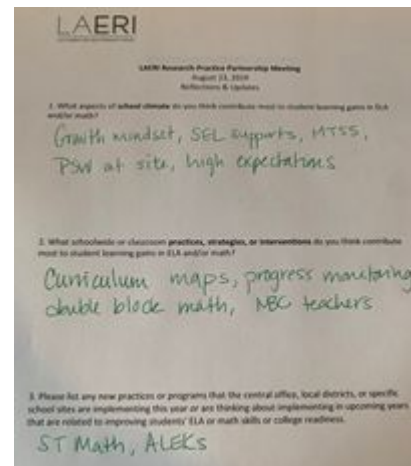 LAERI
LAERI Research Practice Partnership Meeting
August 23, 2019
Reflections & Updates
1. What aspects of school climate do you think contribute most to student learning gains in ELA
and/or math?
Growth mindset, SEL supports, MTSS,
PSW at site, high expectations
2. What schoolwide or classroom practices, strategies, or interventions do you think contribute
most to student learning gains in ELA and/or math?
Curriculum maps, progress monitoring
double block math, NBC teachers
3. Please list any new practices or programs that the central office, local districts, or specific
school sites are implementing this year or are thinking about implementing in upcoming years
that are related to improving students' ELA or math skills or college readiness.
ST Math, ALEKs